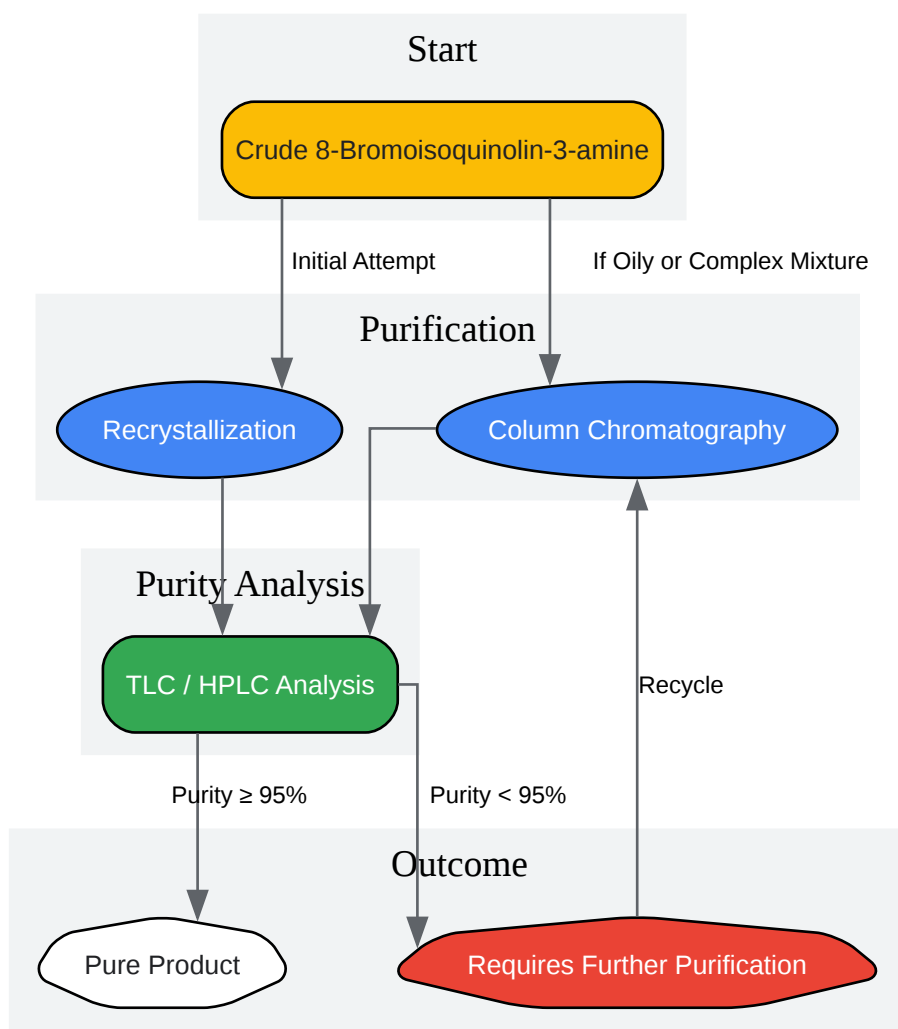 Start
Crude 8-Bromoisoquinolin-3-amine
Initial Attempt
If Oily or Complex Mixture
Purification
Recrystallization
Column Chromatography
Purity Analysis
TLC / HPLC Analysis
Recycle
Purity ≥ 95%
Purity < 95%
Outcome
Pure Product
Requires Further Purification